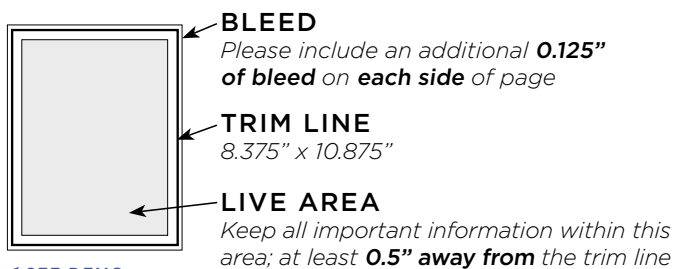 BLEED
Please include an additional 0.125”
of bleed on each side of page
TRIM LINE
8.375” x 10.875”
LIVE AREA
Keep all important information within this
area; at least 0.5” away from the trim line